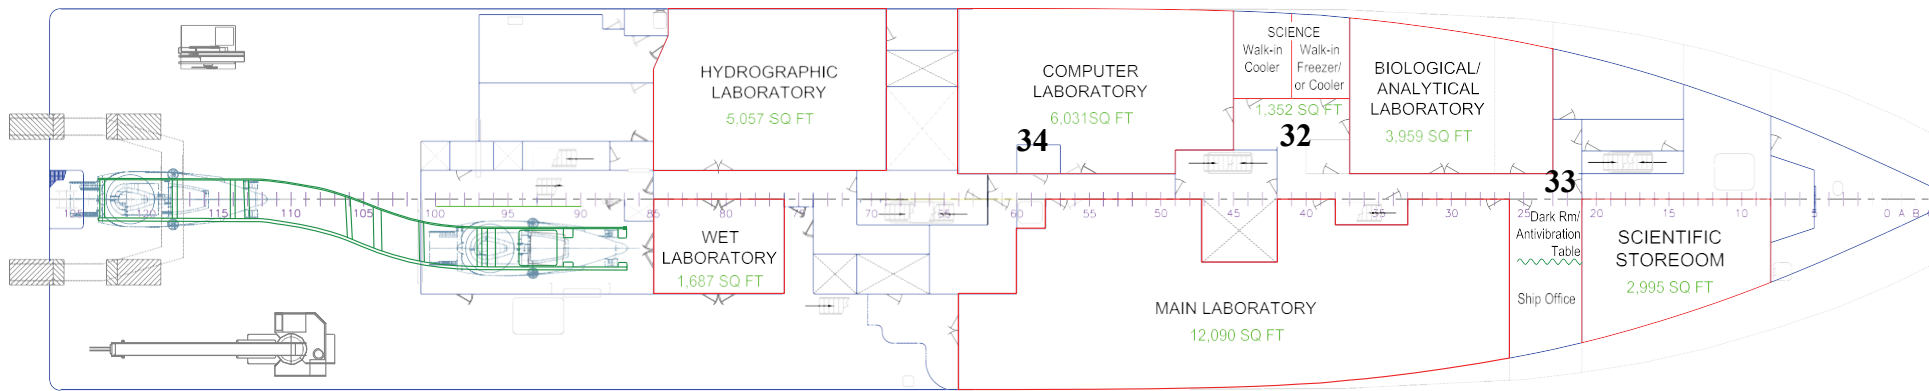 HYDROGRAPHIC
LABORATORY
5,057 SQ FT
COMPUTER
LABORATORY
6,031SQ FT
34
SCIENCE
Walk-in
Cooler
Walk-in
Freezer/
or Cooler
1,352 SQ FT
32
BIOLOGICAL/
ANALYTICAL
LABORATORY
3,959 SQ FT
33
110
105
100
95
90
85
80
70
60
55
50
45
40
35
30
25
20
10
0 A B
WET
LABORATORY
1,687 SQ FT
MAIN LABORATORY
12,090 SQ FT
Dark Rm/
Antivibration
Table
Ship Office
SCIENTIFIC
STOREOOM
2,995 SQ FT